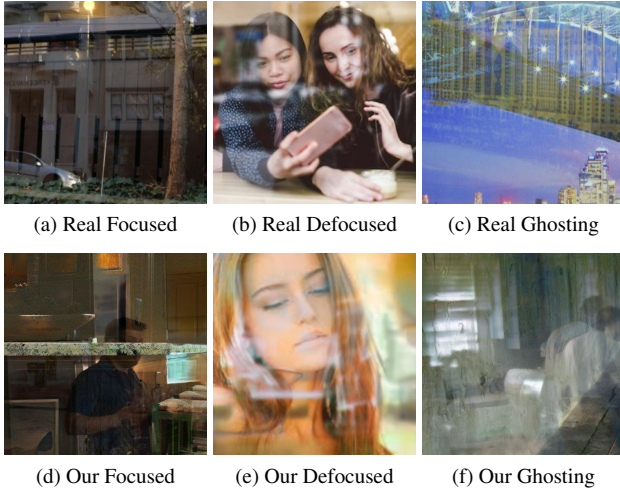 (a) Real Focused
(b) Real Defocused
(c) Real Ghosting
(d) Our Focused
(e) Our Defocused
(f) Our Ghosting